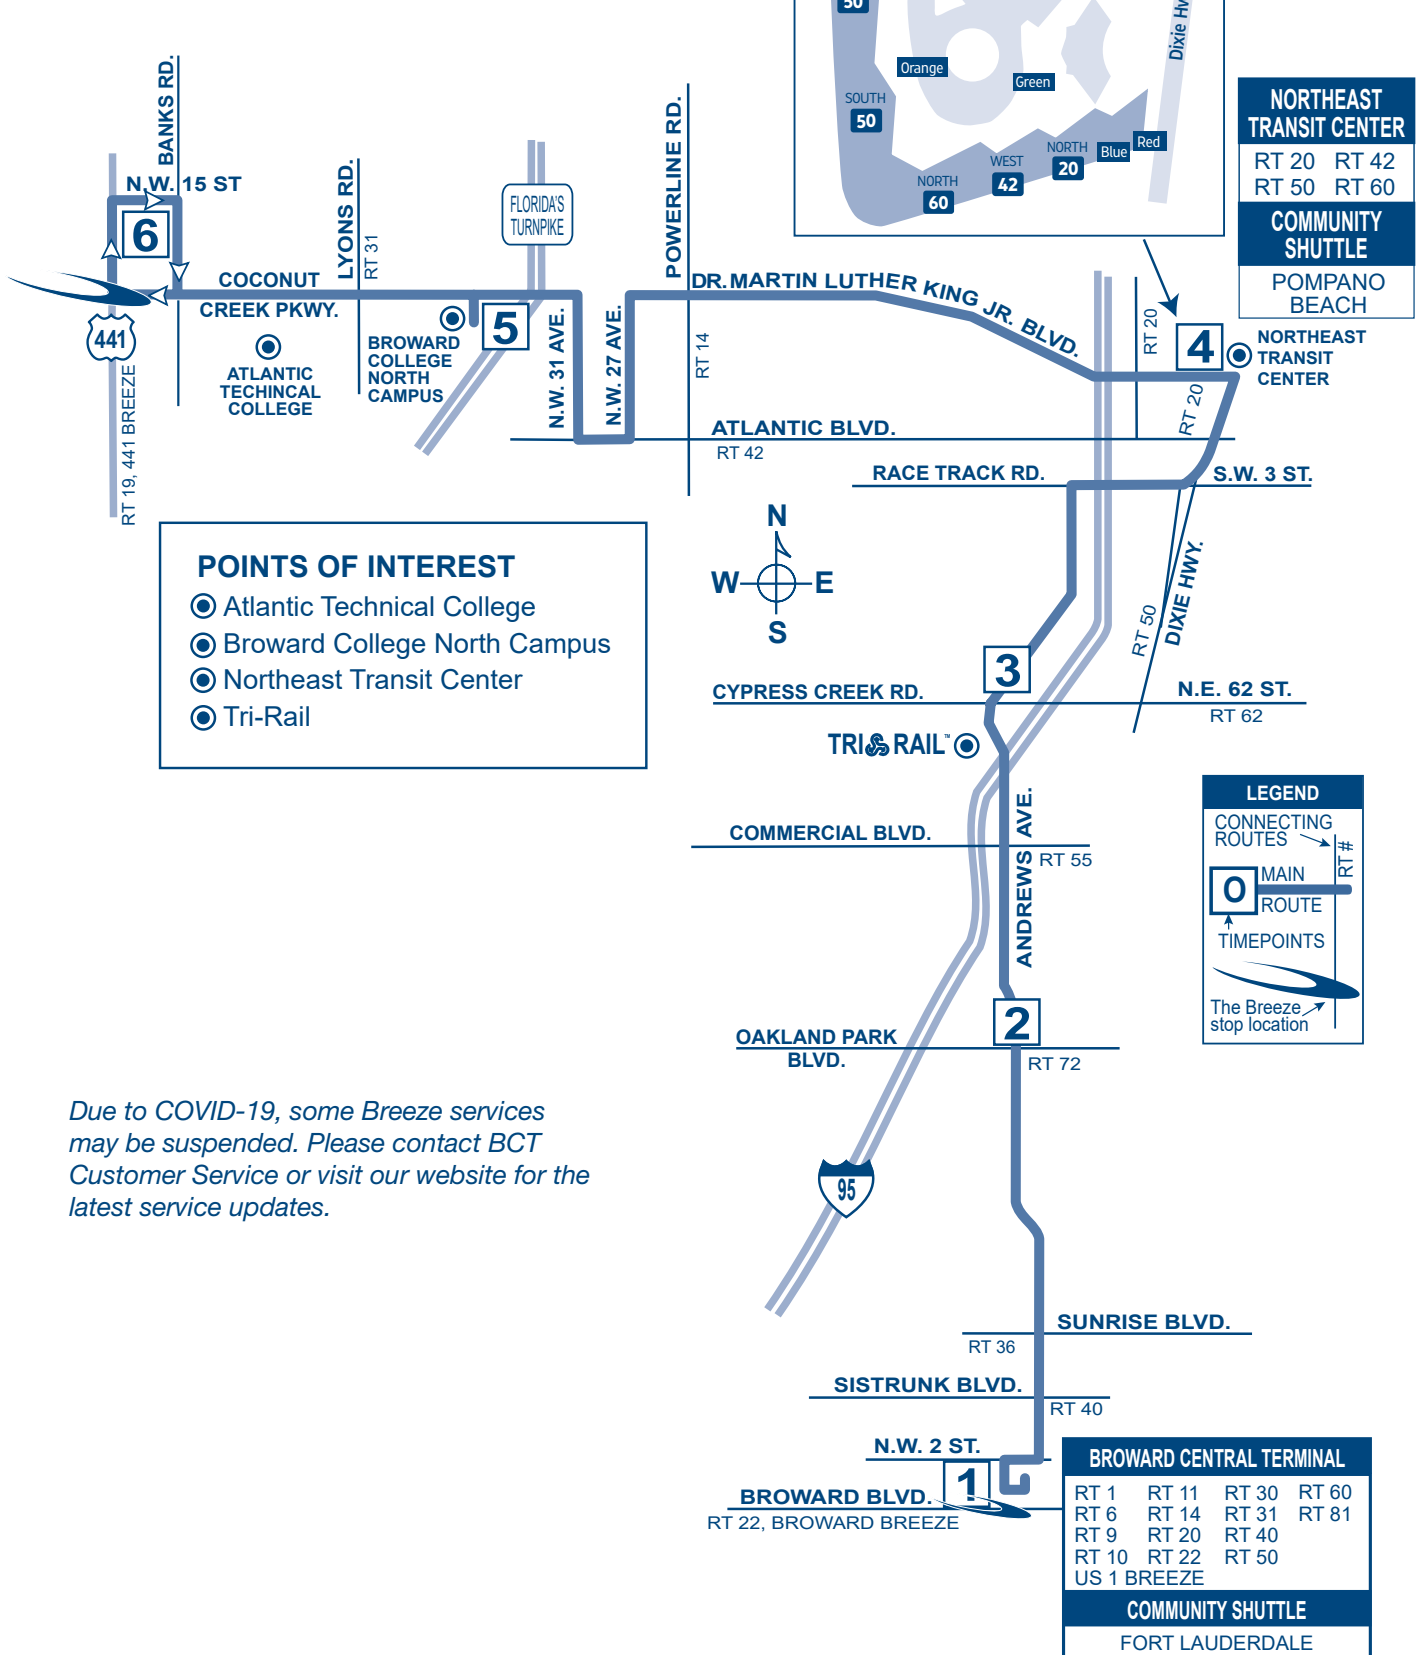 50
Dixie Hw
Orange
Green
SOUTH
50
NORTH
60
WEST
42
NORTH
20
Blue
Red
NORTHEAST
TRANSIT CENTER
RT 20 RT 42
RT 50 RT 60
COMMUNITY
SHUTTLE
POMPANO
BEACH
BANKS RD.
N.W. 15 ST
6
LYONS RD.
RT 31
FLORIDA'S
TURNPIKE
POWERLINE RD.
RT 14
COCONUT
CREEK PKWY.
441
RT 19, 441 BREEZE
ATLANTIC
TECHINCAL
COLLEGE
BROWARD
COLLEGE
NORTH
CAMPUS
5
N.W. 31 AVE.
N.W. 27 AVE.
DR. MARTIN LUTHER KING JR. BLVD.
RT 20
4
NORTHEAST
TRANSIT
CENTER
RT 20
ATLANTIC BLVD.
RT 42
RACE TRACK RD.
S.W. 3 ST.
N
W E
S
RT 50
DIXIE HWY.
POINTS OF INTEREST
Atlantic Technical College
Broward College North Campus
Northeast Transit Center
Tri-Rail
3
CYPRESS CREEK RD.
N.E. 62 ST.
RT 62
TRI RAIL™
COMMERCIAL BLVD.
RT 55
ANDREWS AVE.
LEGEND
CONNECTING
ROUTES
RT #
O
MAIN
ROUTE
TIMEPOINTS
The Breeze
stop location
2
OAKLAND PARK
BLVD.
RT 72
Due to COVID-19, some Breeze services
may be suspended. Please contact BCT
Customer Service or visit our website for the
latest service updates.
95
SUNRISE BLVD.
RT 36
SISTRUNK BLVD.
RT 40
N.W. 2 ST.
1
BROWARD BLVD.
RT 22, BROWARD BREEZE
BROWARD CENTRAL TERMINAL
RT 1 RT 11 RT 30 RT 60
RT 6 RT 14 RT 31 RT 81
RT 9 RT 20 RT 40
RT 10 RT 22 RT 50
US 1 BREEZE
COMMUNITY SHUTTLE
FORT LAUDERDALE